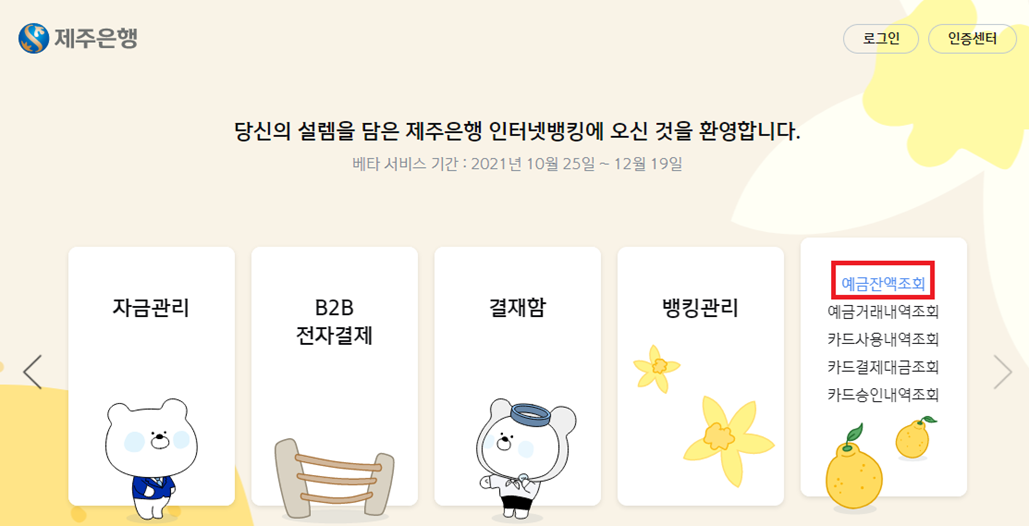 제주은행
로그인
인증센터
당신의 설렘을 담은 제주은행 인터넷뱅킹에 오신 것을 환영합니다.
베타 서비스 기간 : 2021년 10월 25일 ~ 12월 19일
자금관리
B2B
전자결제
결재함
뱅킹관리
예금잔액조회
예금거래내역조회
카드사용내역조회
카드결제대금조회
카드승인내역조회